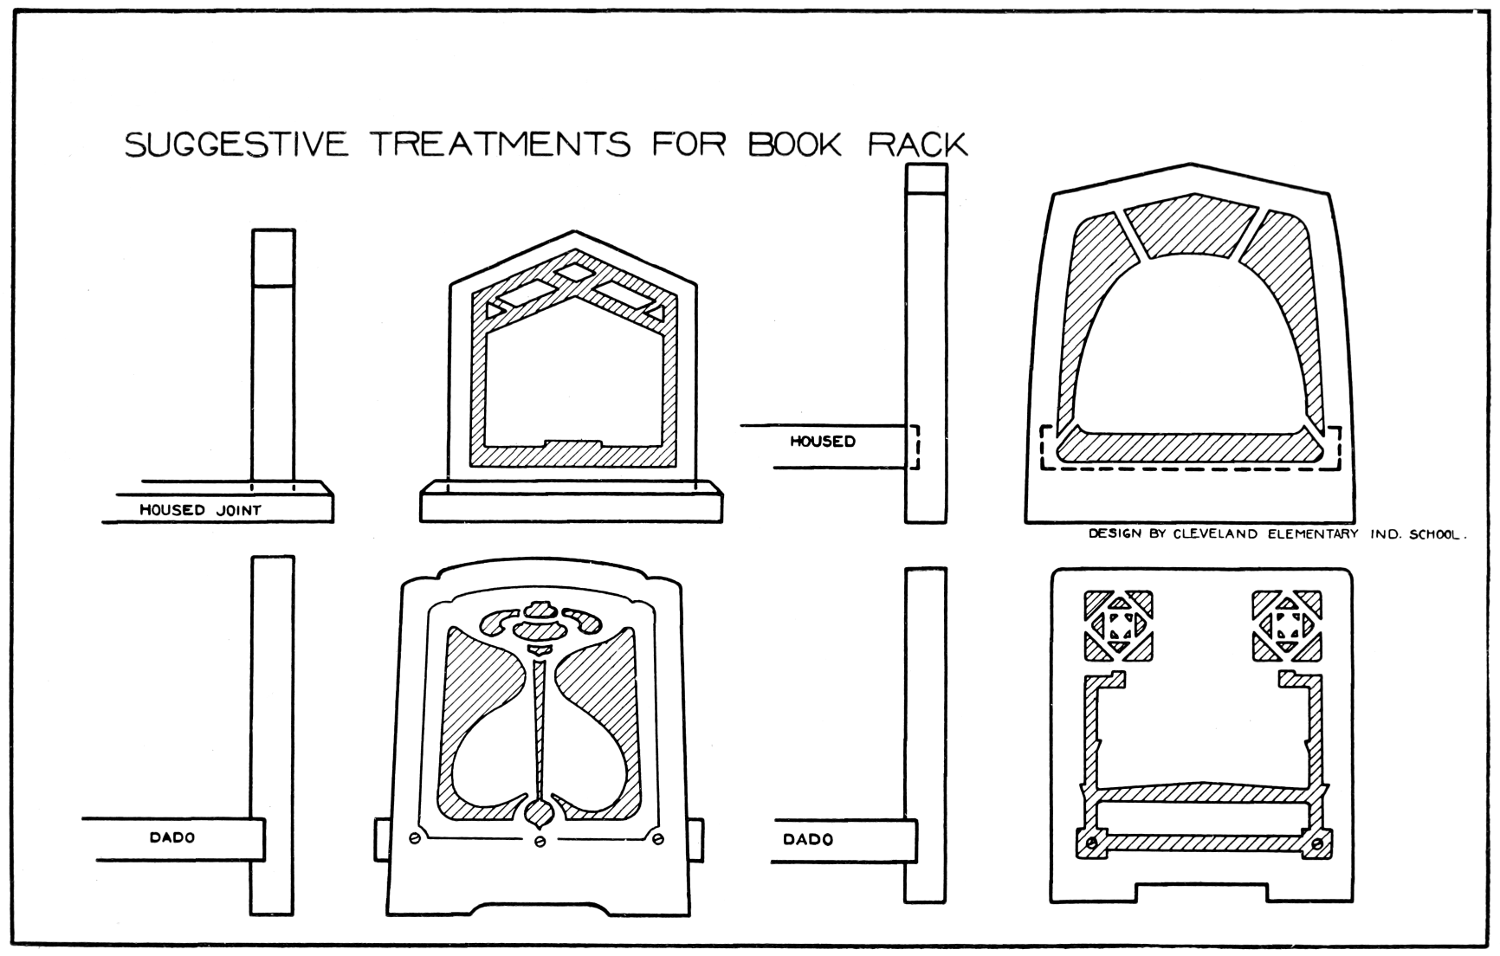 SUGGESTIVE TREATMENTS FOR BOOK RACK
HOUSED JOINT
HOUSED
DESIGN BY CLEVELAND ELEMENTARY IND. SCHOOL.
DADO
DADO